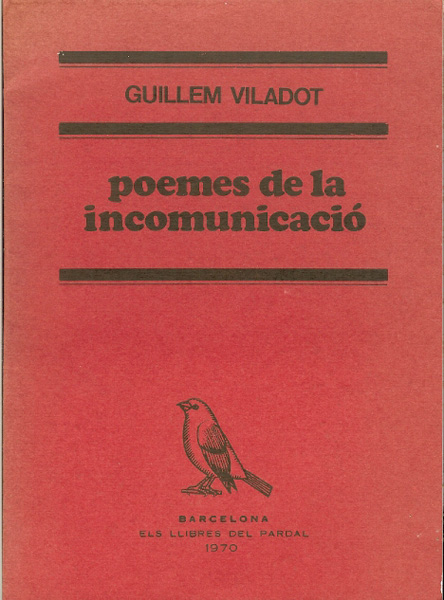 GUILLEM VILADOT
poemes de la
incomunicació
BARCELONA
ELS LLIBRES DEL PARDAL
1970